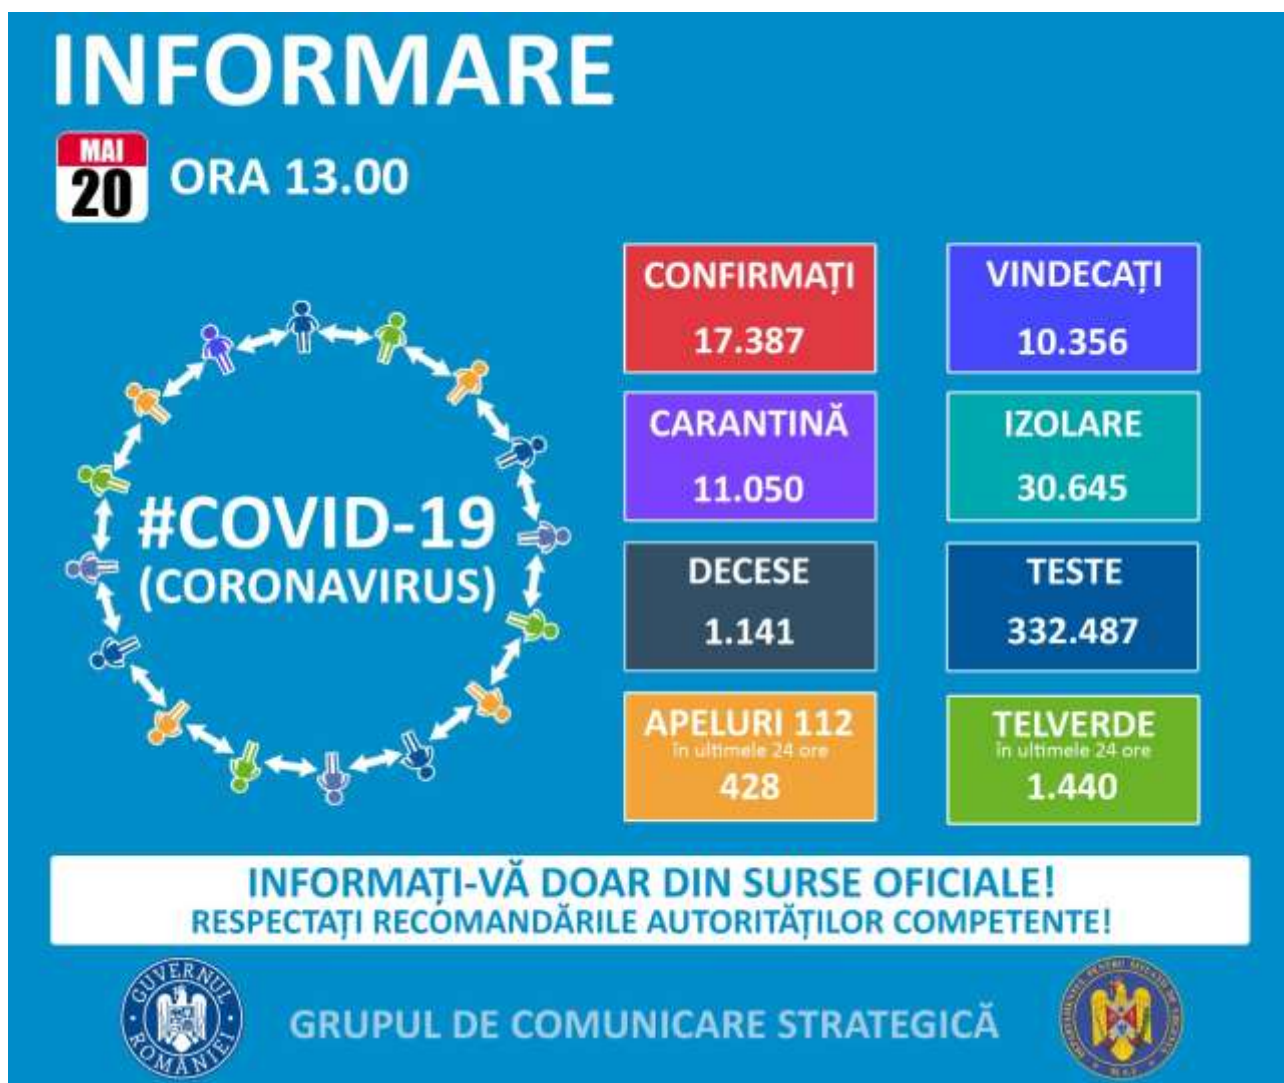 INFORMARE
MAI
20
ORA 13.00
CONFIRMAȚI
17.387
VINDECAȚI
10.356
CARANTINĂ
11.050
IZOLARE
30.645
#COVID-19
(CORONAVIRUS)
DECESE
1.141
TESTE
332.487
APELURI 112
în ultimele 24 ore
428
TELVERDE
în ultimele 24 ore
1.440
INFORMAȚI-VĂ DOAR DIN SURSE OFICIALE!
RESPECTAȚI RECOMANDĂRILE AUTORITĂȚILOR COMPETENTE!
GUVERNUL ROMÂNIEI
GRUPUL DE COMUNICARE STRATEGICĂ